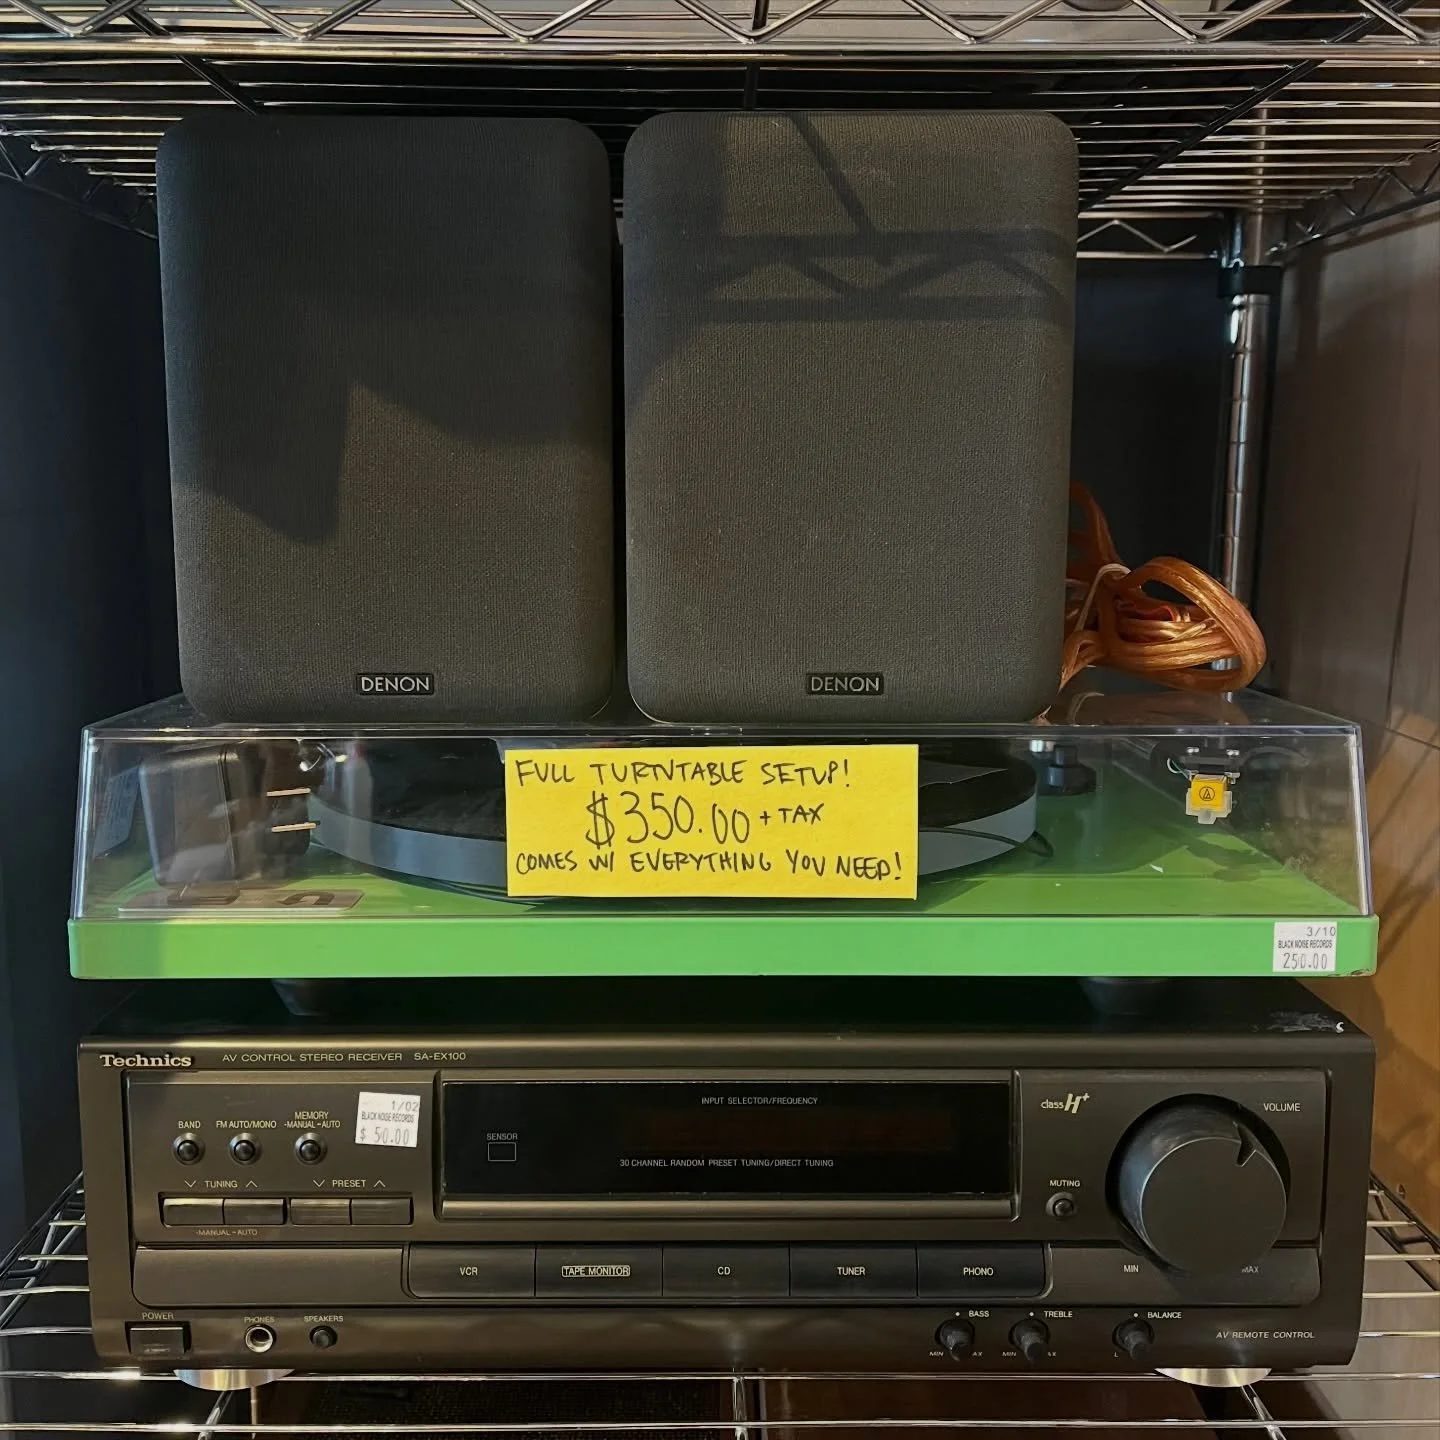 DENON
DENON
FULL TURNTABLE SETUP!
$350.00 + TAX
COMES W/ EVERYTHING YOU NEED!
3/10
BLACK NOISE RECORDS
250.00
Technics
AV CONTROL STEREO RECEIVER SA-EX100
INPUT SELECTOR/FREQUENCY
class H+
VOLUME
1/02
BLACK NOISE RECORDS
$ 50.00
MEMORY
BAND FM AUTO/MONO -MANUAL-AUTO
SENSOR
30 CHANNEL RANDOM PRESET TUNING/DIRECT TUNING
TUNING PRESET
MUTING
-MANUAL-AUTO
VCR TAPE MONITOR CD TUNER PHONO
MIN MAX
POWER PHONES SPEAKERS
BASS TREBLE BALANCE
AV REMOTE CONTROL
MIN MIN L